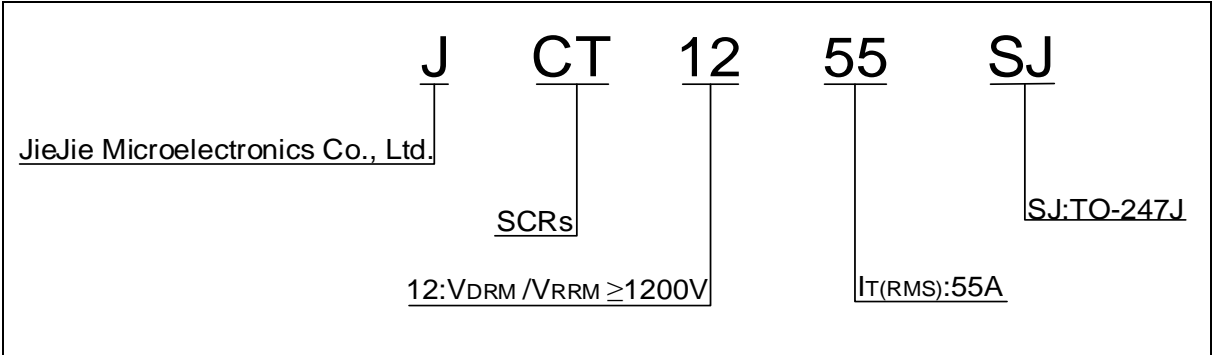 J CT 12 55 SJ
JieJie Microelectronics Co., Ltd.
SJ:TO-247J
SCRs
12:VDRM /VRRM ≥1200V
IT(RMS):55A